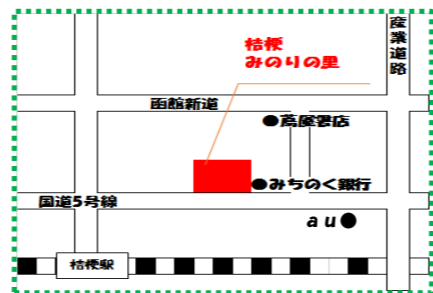 産業道路
桔梗
みのりの里
函館新道
●蔦屋書店
●みちのく銀行
国道5号線
au●
桔梗駅